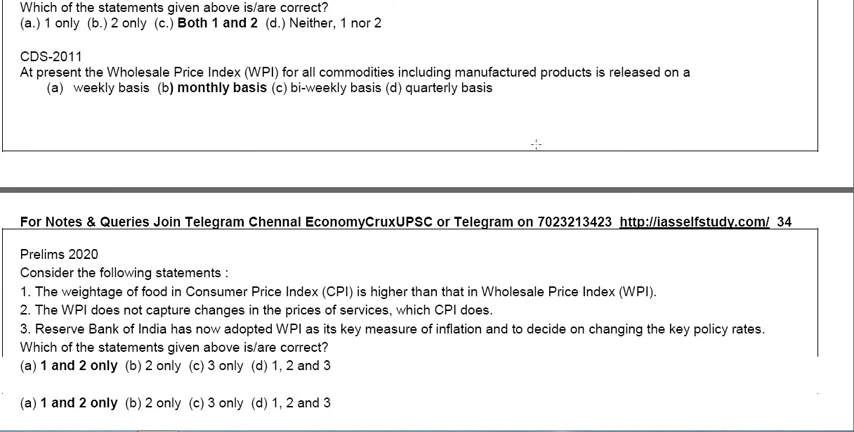 Which of the statements given above is/are correct?
(a.) 1 only (b.) 2 only (c.) Both 1 and 2 (d.) Neither, 1 nor 2
CDS-2011
At present the Wholesale Price Index (WPI) for all commodities including manufactured products is released on a
(a) weekly basis (b) monthly basis (c) bi-weekly basis (d) quarterly basis
For Notes & Queries Join Telegram Chennal EconomyCruxUPSC or Telegram on 7023213423 http://iasselfstudy.com/ 34
Prelims 2020
Consider the following statements :
1. The weightage of food in Consumer Price Index (CPI) is higher than that in Wholesale Price Index (WPI).
2. The WPI does not capture changes in the prices of services, which CPI does.
3. Reserve Bank of India has now adopted WPI as its key measure of inflation and to decide on changing the key policy rates.
Which of the statements given above is/are correct?
(a) 1 and 2 only (b) 2 only (c) 3 only (d) 1, 2 and 3
(a) 1 and 2 only (b) 2 only (c) 3 only (d) 1, 2 and 3